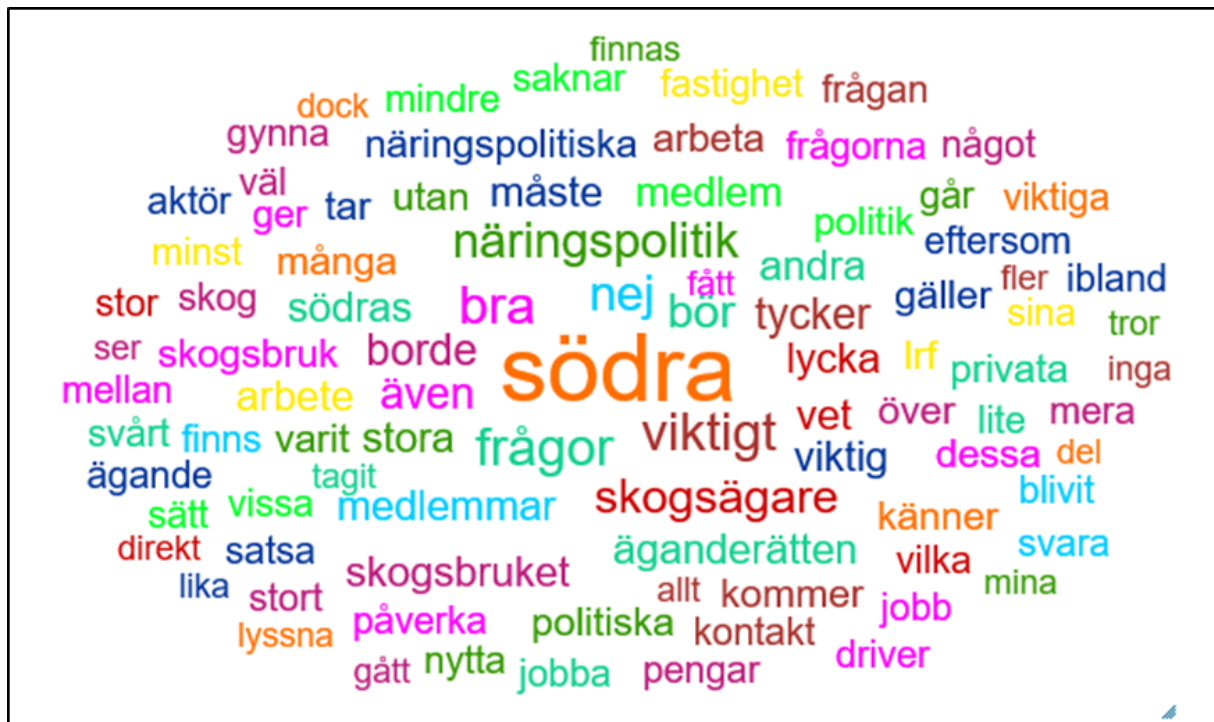 finnas
saknar fastighet frågan
dock mindre
gynna näringspolitiska arbeta frågorna något
väl
aktör ger tar utan måste medlem går viktiga
politik
minst många näringspolitik andra eftersom
fått fler ibland
stor skog södras bra nej bör tycker gäller sina
tror
ser skogsbruk borde södra lycka lrf privata inga
mellan arbete även
vet över lite mera
svårt finns varit stora frågor viktigt
viktig dessa del
ägande tagit
sätt vissa medlemmar skogsägare känner blivit
direkt satsa äganderätten vilka svara
lika stort skogsbruket allt kommer jobb mina
lyssna påverka politiska kontakt
driver
gått nytta jobba pengar